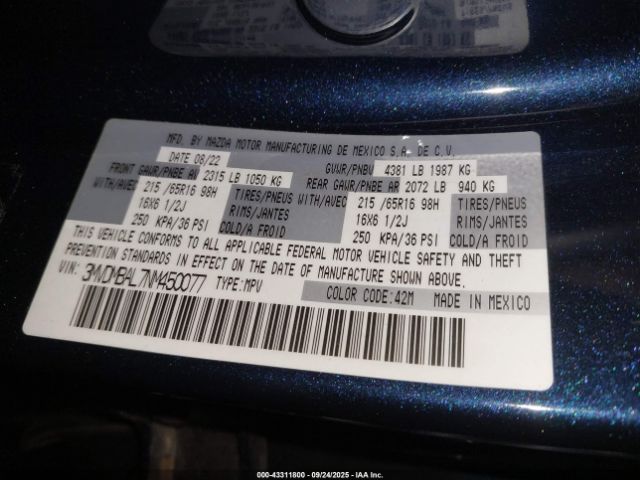 MFD. BY MAZDA MOTOR MANUFACTURING DE MEXICO S.A. DE C.V.
DATE 08/22 GVWR/PNBV 4381 LB 1987 KG
FRONT GAWR/PNBE AV 2315 LB 1050 KG REAR GAWR/PNBE AR 2072 LB 940 KG
WITH/AVEC 215 /65R16 98H TIRES/PNEUS WITH/AVEC 215 /65R16 98H TIRES/PNEUS
16X6 1/2J RIMS/JANTES 16X6 1/2J RIMS/JANTES
250 KPA/36 PSI COLD/A FROID 250 KPA/36 PSI COLD/A FROID
THIS VEHICLE CONFORMS TO ALL APPLICABLE FEDERAL MOTOR VEHICLE SAFETY AND THEFT
PREVENTION STANDARDS IN EFFECT ON THE DATE OF MANUFACTURE SHOWN ABOVE.
VIN: 3MVDMBAL7NM450077 TYPE:MPV
COLOR CODE:42M MADE IN MEXICO
000-43311800 - 09/24/2025 - IAA Inc.